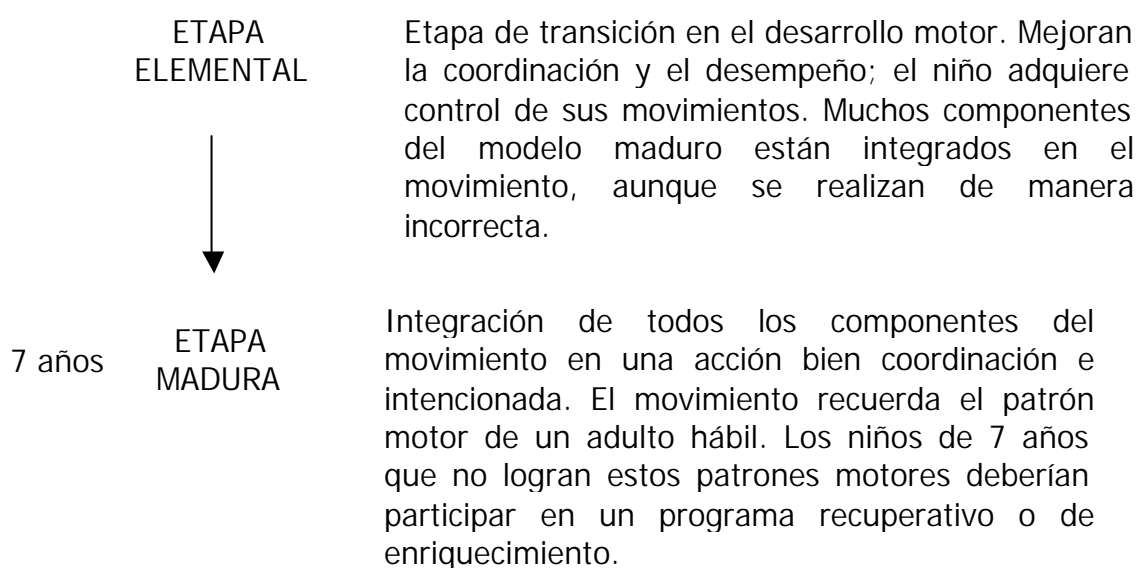 ETAPA
ELEMENTAL
Etapa de transición en el desarrollo motor. Mejoran
la coordinación y el desempeño; el niño adquiere
control de sus movimientos. Muchos componentes
del modelo maduro están integrados en el
movimiento, aunque se realizan de manera
incorrecta.
7 años
ETAPA
MADURA
Integración de todos los componentes del
movimiento en una acción bien coordinación e
intencionada. El movimiento recuerda el patrón
motor de un adulto hábil. Los niños de 7 años
que no logran estos patrones motores deberían
participar en un programa recuperativo o de
enriquecimiento.